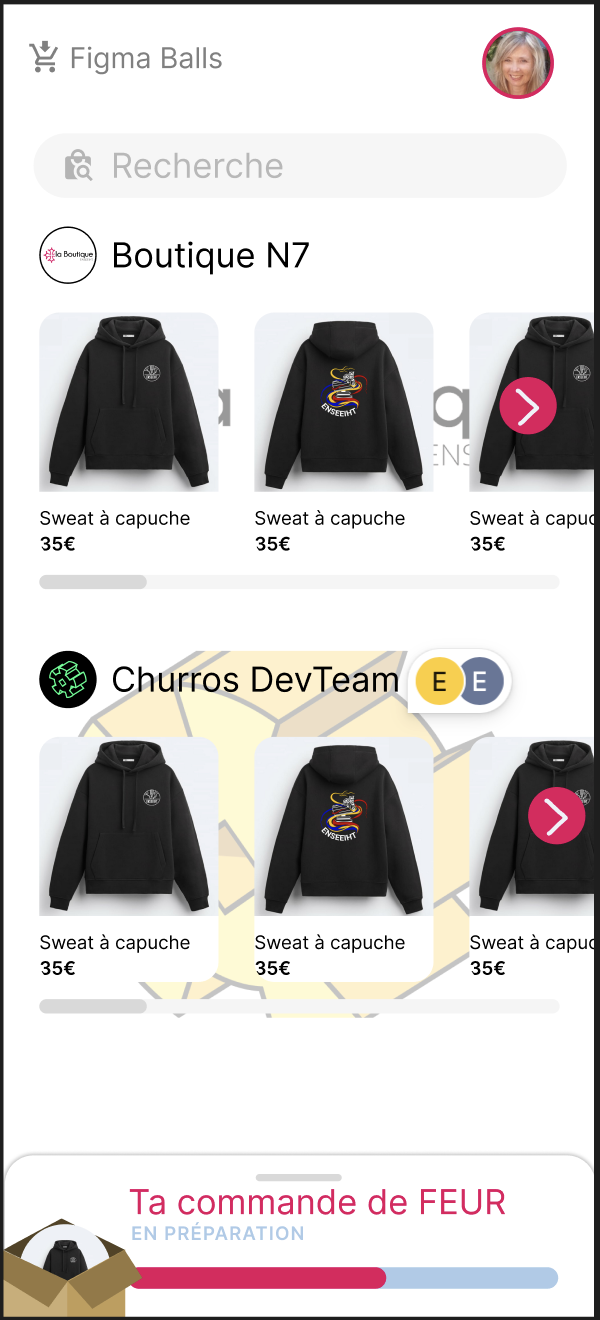 Figma Balls
Recherche
la Boutique
Boutique N7
ENSEEIHT
a
q
ENS
Sweat à capuche
35€
Sweat à capuche
35€
Sweat à capuc
35€
Churros DevTeam
E E
ENSEEIHT
Sweat à capuche
35€
Sweat à capuche
35€
Sweat à capuc
35€
Ta commande de FEUR
EN PRÉPARATION